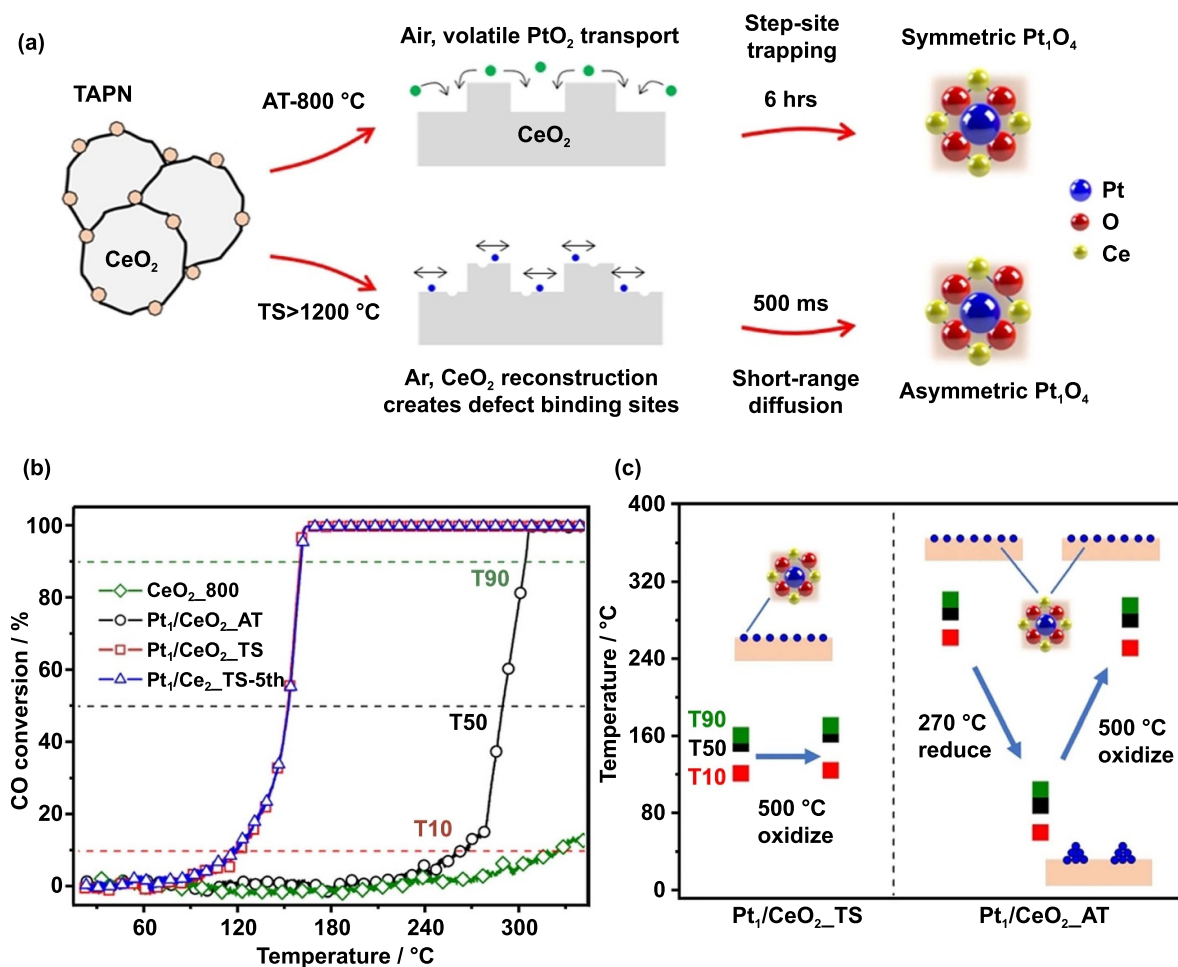 (a)
TAPN
CeO₂
AT-800 °C
TS>1200 °C
Air, volatile PtO₂ transport
CeO₂
Ar, CeO₂ reconstruction
creates defect binding sites
Step-site
trapping
6 hrs
500 ms
Short-range
diffusion
Symmetric Pt₁O₄
Pt
O
Ce
Asymmetric Pt₁O₄
(b)
CO conversion / %
100
80
60
40
20
0
T90
CeO₂_800
Pt₁/CeO₂_AT
Pt₁/CeO₂_TS
Pt₁/Ce₂_TS-5th
T50
T10
60
120
180
240
300
Temperature / °C
(c)
Temperature / °C
400
320
240
160
80
0
T90
T50
T10
500 °C
oxidize
270 °C
reduce
500 °C
oxidize
Pt₁/CeO₂_TS
Pt₁/CeO₂_AT